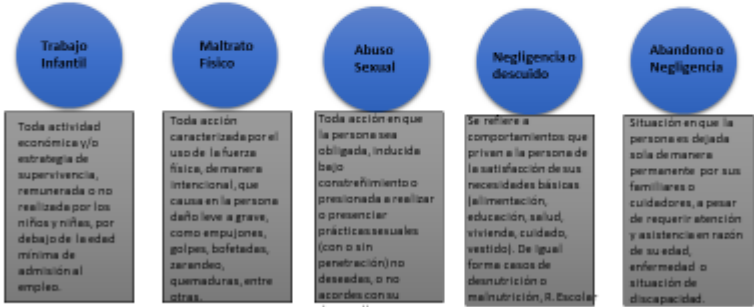 Trabajo
Infantil
Toda actividad
económica y/o
estrategia de
supervivencia,
remunerada o no
realizada por los
niños y niñas, por
debajo de la edad
mínima de
admisión al
empleo.
Maltrato
Físico
Toda acción
caracterizada por el
uso de la fuerza
física, de manera
intencional, que
causa en la persona
daño leve a grave,
como empujones,
golpes, bofetadas,
zarandeo,
quemaduras, entre
otras.
Abuso
Sexual
Toda acción en que
la persona sea
obligada, inducida
bajo
constreñimiento o
presionada a realizar
o presenciar
prácticas sexuales
(con o sin
penetración) no
deseadas, o no
acordes con su
Negligencia o
descuido
Se refiere a
comportamientos que
privan a la persona de
la satisfacción de sus
necesidades básicas
(alimentación,
educación, salud,
vivienda, cuidado,
vestido). De igual
forma casos de
desnutrición o
malnutrición, R. Escolar
Abandono o
Negligencia
Situación en que la
persona es dejada
sola de manera
permanente por sus
familiares o
cuidadores, a pesar
de requerir atención
y asistencia en razón
de su edad,
enfermedad o
situación de
discapacidad.